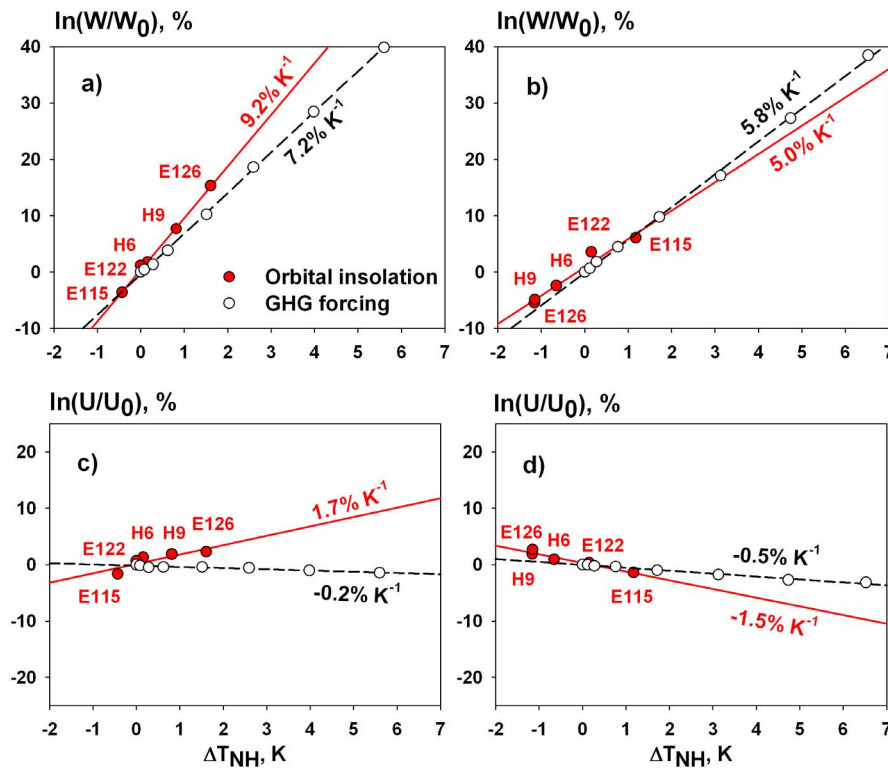 ln(W/W0), %
40
30
20
10
0
-10
a)
9.2% K-1
7.2% K-1
E126
H9
H6
E122
E115
Orbital insolation
GHG forcing
-2 -1 0 1 2 3 4 5 6 7
ln(W/W0), %
40
30
20
10
0
-10
b)
5.8% K-1
5.0% K-1
E122
H6
H9
E115
E126
-2 -1 0 1 2 3 4 5 6 7
ln(U/U0), %
20
10
0
-10
-20
c)
1.7% K-1
H6 H9 E126
E122
E115
-0.2% K-1
-2 -1 0 1 2 3 4 5 6 7
ΔTNH, K
ln(U/U0), %
20
10
0
-10
-20
d)
E126 H6 E122
H9
E115
-0.5% K-1
-1.5% K-1
-2 -1 0 1 2 3 4 5 6 7
ΔTNH, K